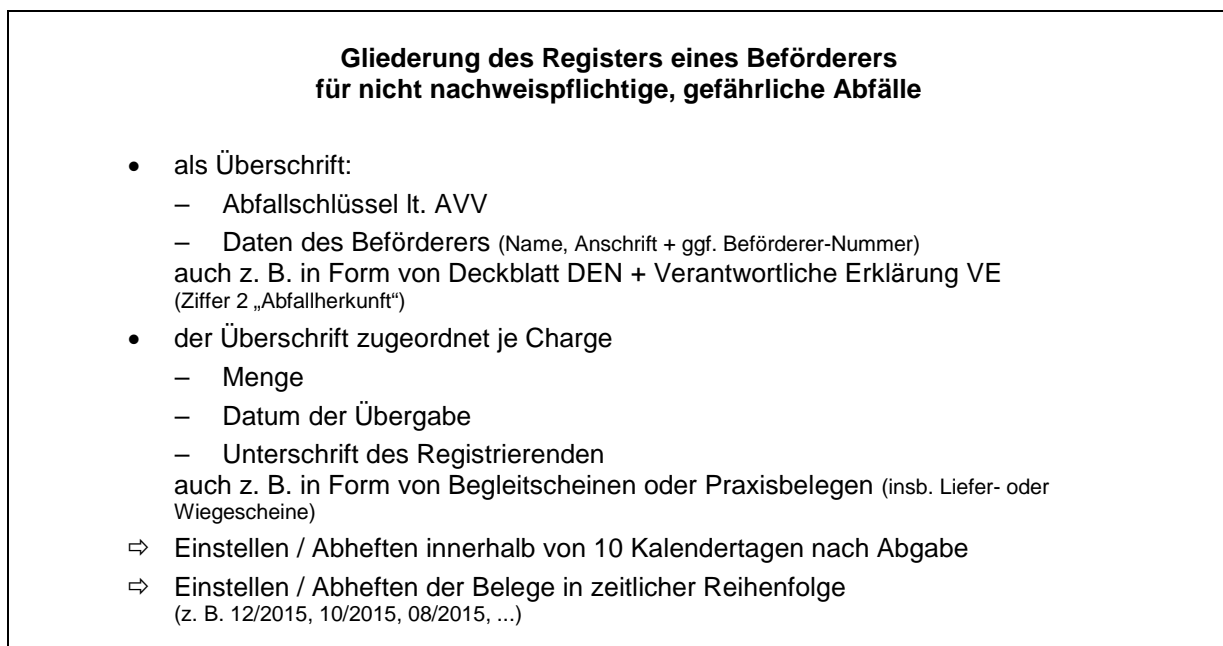 Gliederung des Registers eines Beförderers
für nicht nachweispflichtige, gefährliche Abfälle
• als Überschrift:
– Abfallschlüssel lt. AVV
– Daten des Beförderers (Name, Anschrift + ggf. Beförderer-Nummer)
auch z. B. in Form von Deckblatt DEN + Verantwortliche Erklärung VE
(Ziffer 2 „Abfallherkunft“)
• der Überschrift zugeordnet je Charge
– Menge
– Datum der Übergabe
– Unterschrift des Registrierenden
auch z. B. in Form von Begleitscheinen oder Praxisbelegen (insb. Liefer- oder
Wiegescheine)
⇨ Einstellen / Abheften innerhalb von 10 Kalendertagen nach Abgabe
⇨ Einstellen / Abheften der Belege in zeitlicher Reihenfolge
(z. B. 12/2015, 10/2015, 08/2015, ...)